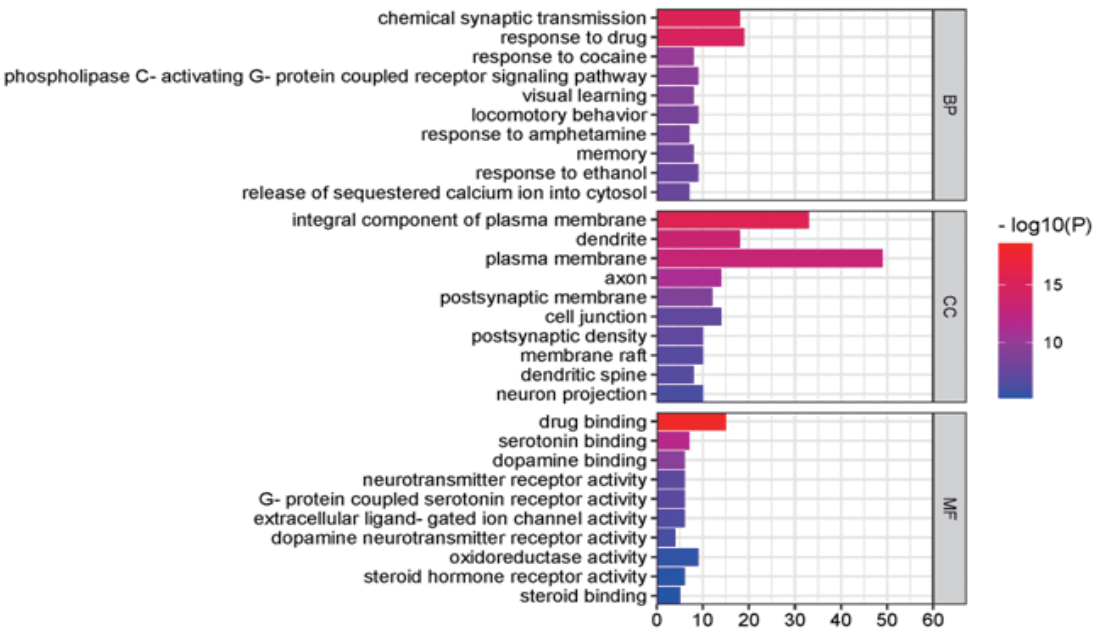 chemical synaptic transmission
response to drug
response to cocaine
phospholipase C- activating G- protein coupled receptor signaling pathway
visual learning
locomotory behavior
response to amphetamine
memory
response to ethanol
release of sequestered calcium ion into cytosol
BP
integral component of plasma membrane
dendrite
plasma membrane
axon
postsynaptic membrane
cell junction
postsynaptic density
membrane raft
dendritic spine
neuron projection
CC
drug binding
serotonin binding
dopamine binding
neurotransmitter receptor activity
G- protein coupled serotonin receptor activity
extracellular ligand- gated ion channel activity
dopamine neurotransmitter receptor activity
oxidoreductase activity
steroid hormone receptor activity
steroid binding
MF
0 10 20 30 40 50 60
- log10(P)
15
10